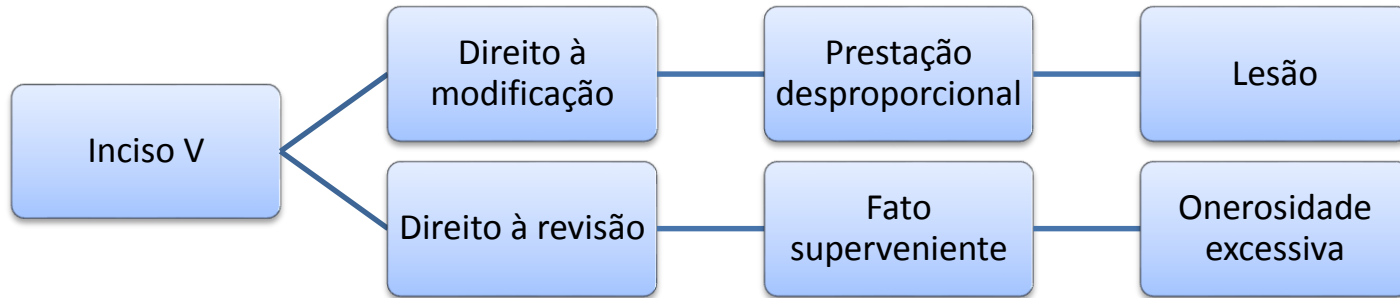 Inciso V
Direito à
modificação
Prestação
desproporcional
Lesão
Direito à revisão
Fato
superveniente
Onerosidade
excessiva